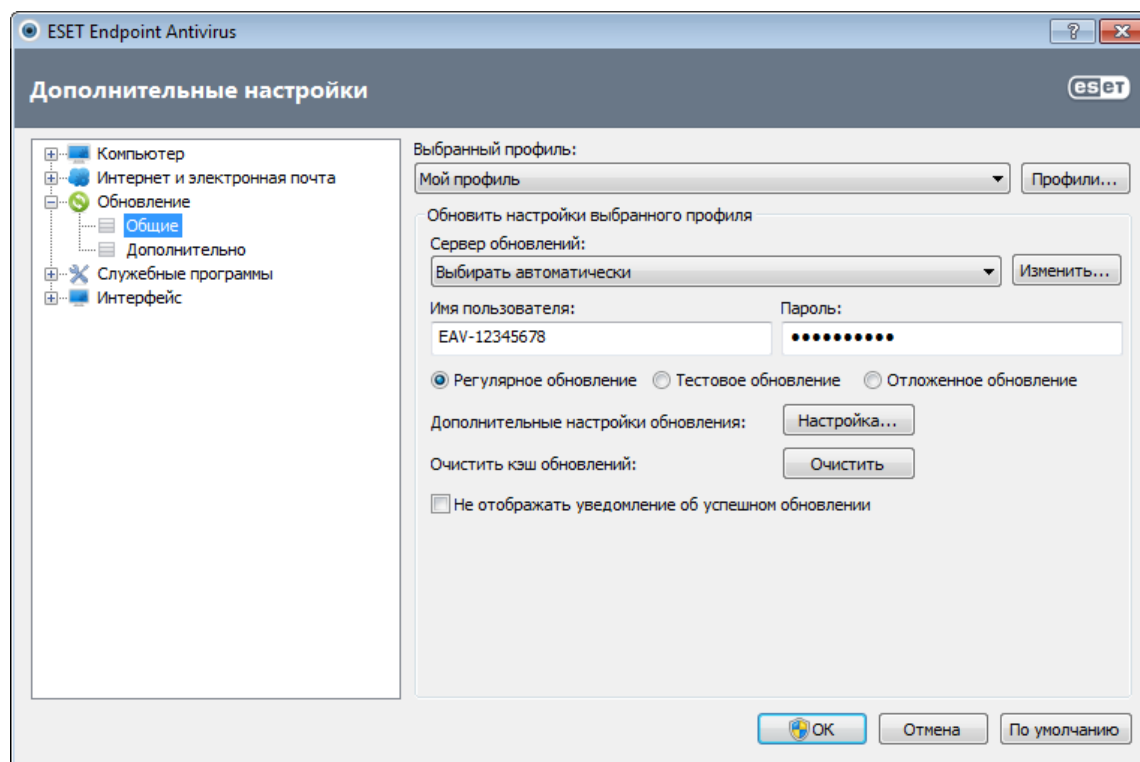 ESET Endpoint Antivirus
Дополнительные настройки
eset
Компьютер
Интернет и электронная почта
Обновление
Общие
Дополнительно
Служебные программы
Интерфейс
Выбранный профиль:
Мой профиль
Профили...
Обновить настройки выбранного профиля
Сервер обновлений:
Выбирать автоматически
Изменить...
Имя пользователя: Пароль:
EAV-12345678 ••••••••••
Регулярное обновление Тестовое обновление Отложенное обновление
Дополнительные настройки обновления: Настройка...
Очистить кэш обновлений: Очистить
Не отображать уведомление об успешном обновлении
OK Отмена По умолчанию